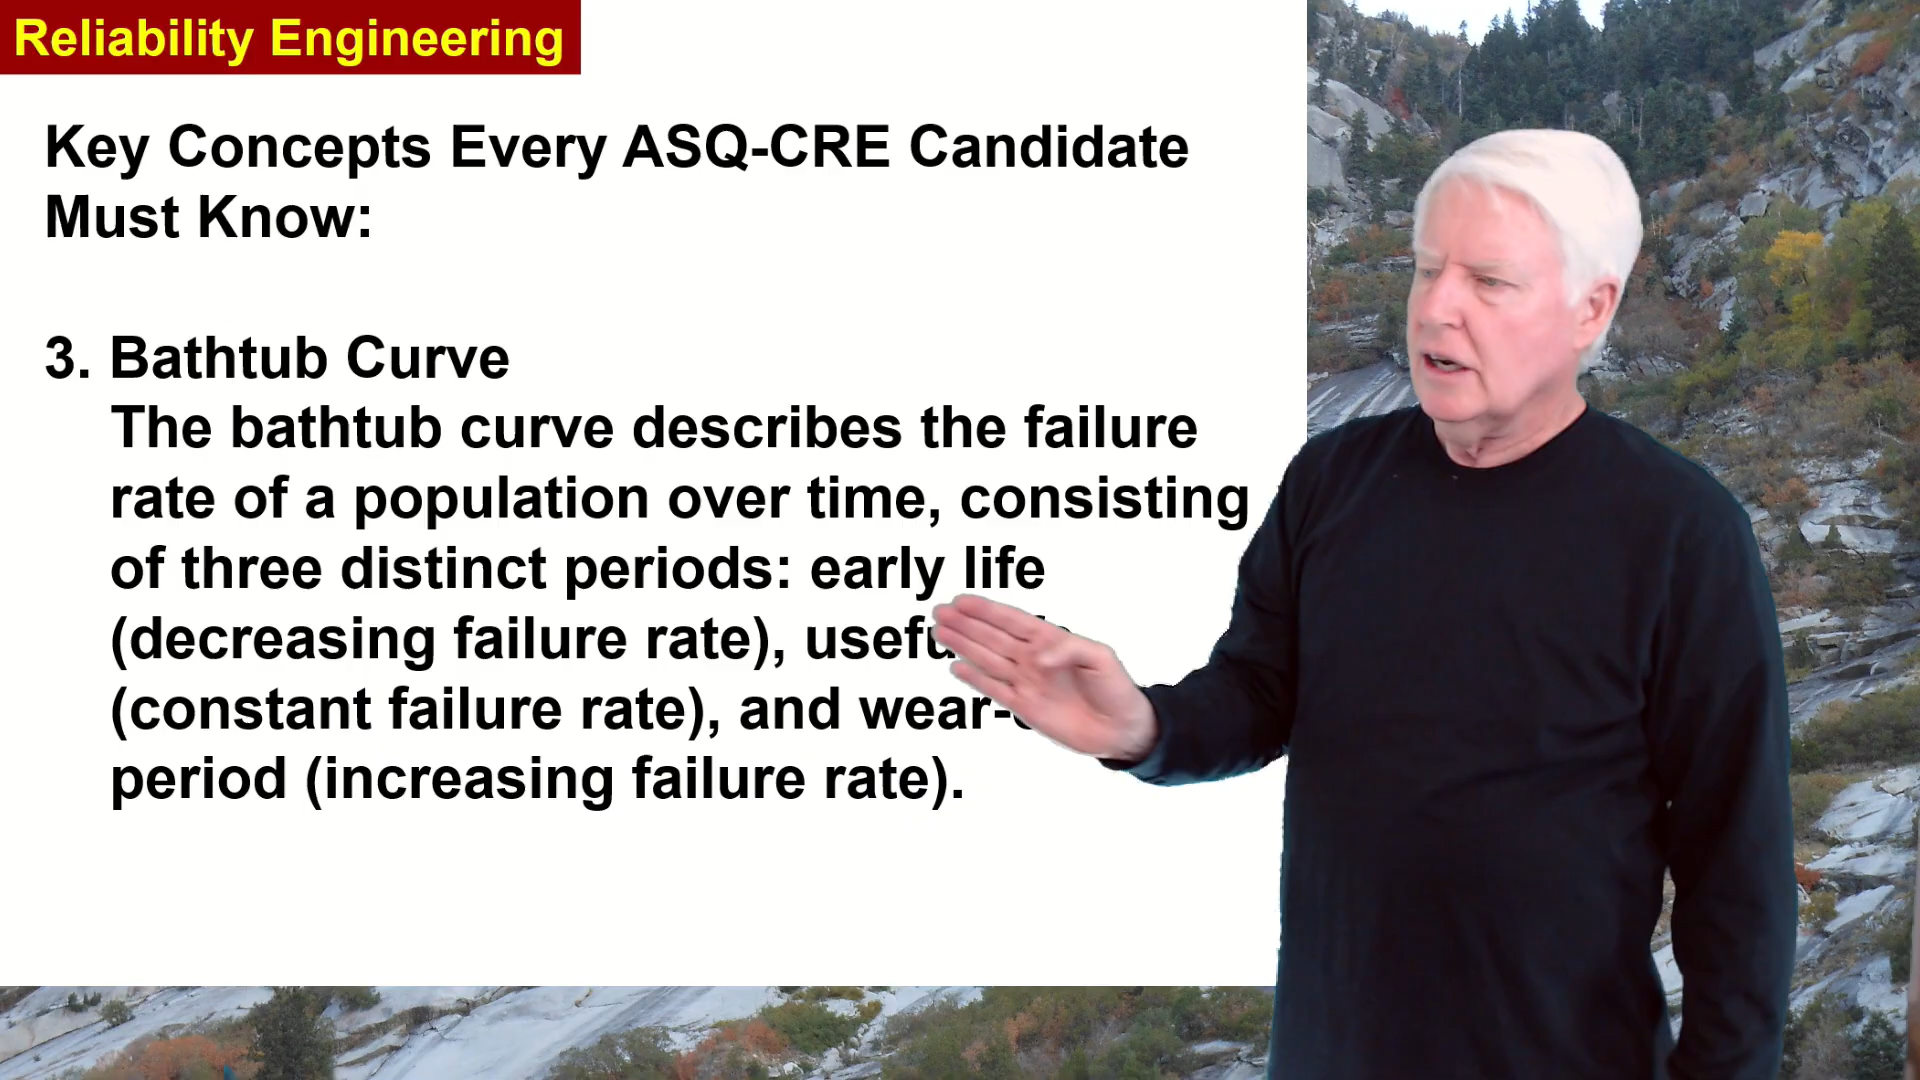 Reliability Engineering
Key Concepts Every ASQ-CRE Candidate
Must Know:
3. Bathtub Curve
The bathtub curve describes the failure
rate of a population over time, consisting
of three distinct periods: early life
(decreasing failure rate),
(constant failure rate), and
period (increasing failure rate).